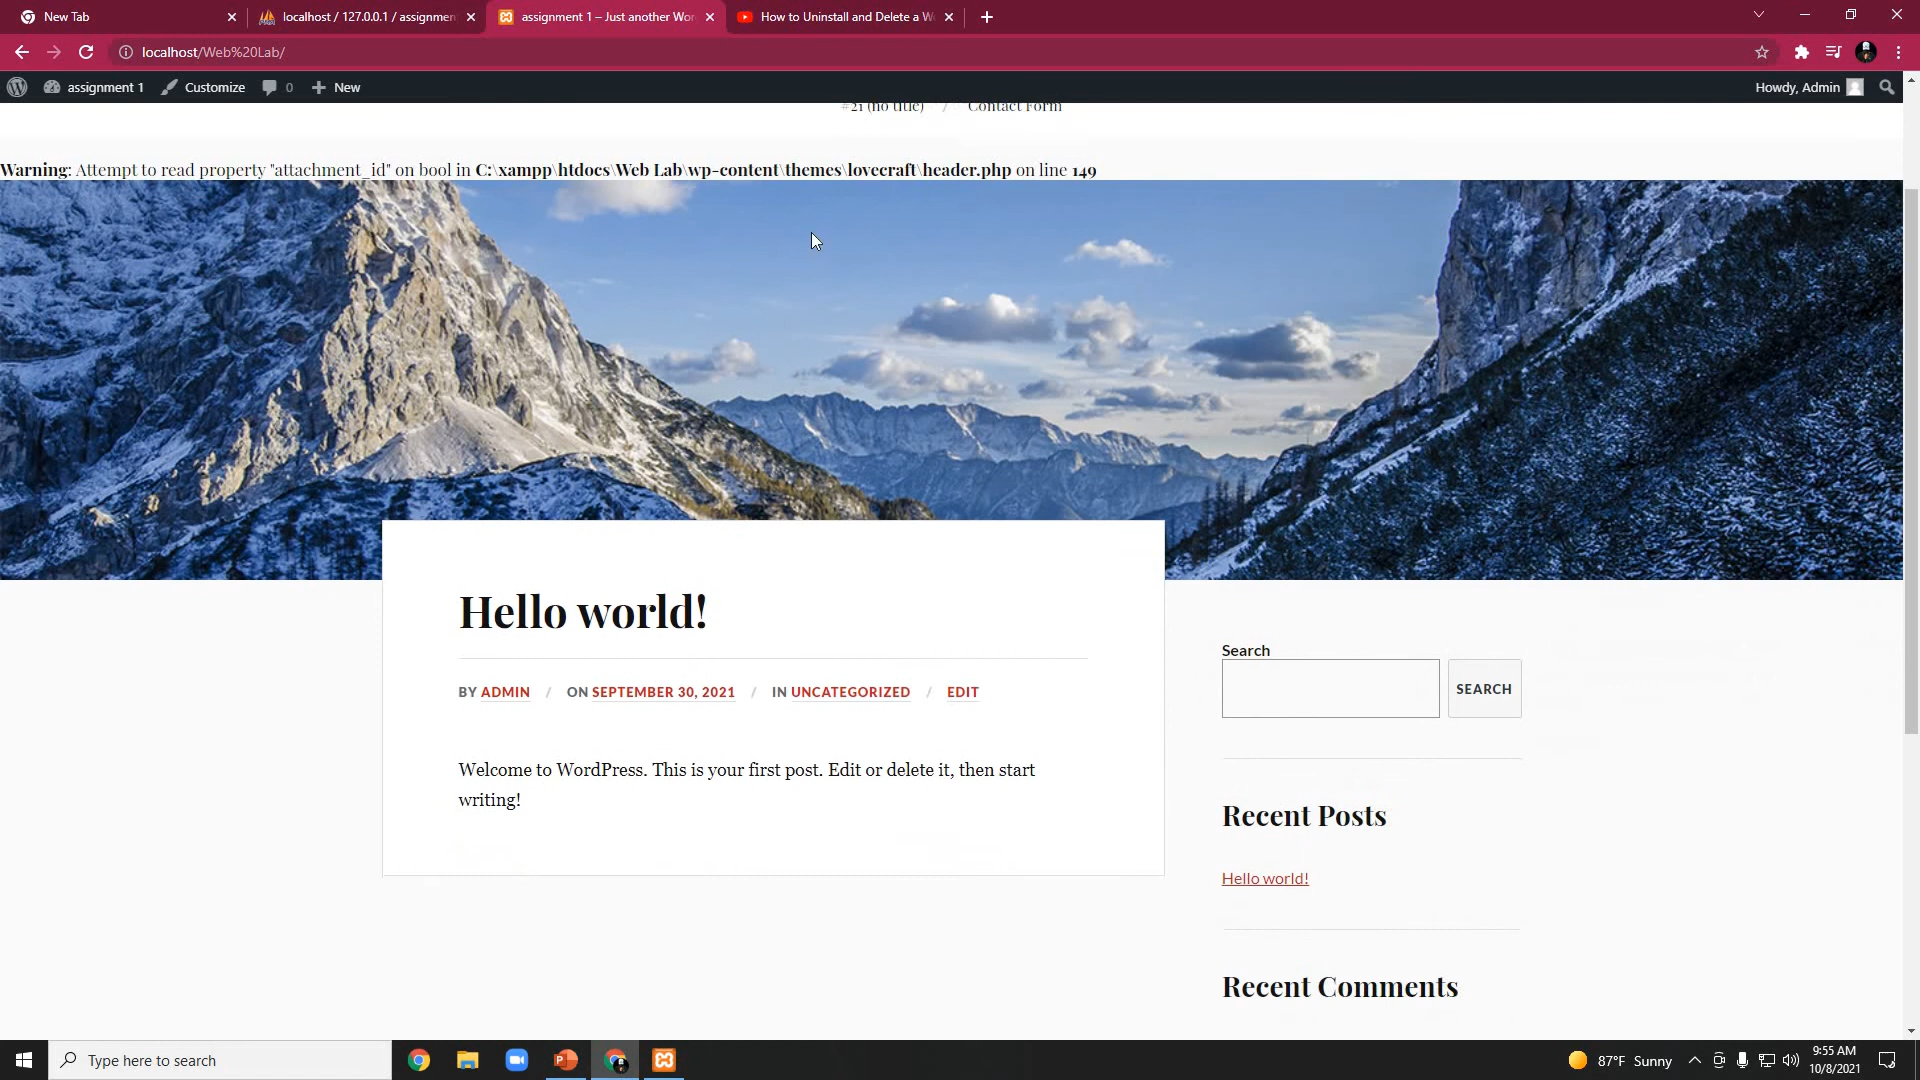 New Tab
localhost / 127.0.0.1 / assignmen
assignment 1 – Just another Wor
How to Uninstall and Delete a W
localhost/Web%20Lab/
assignment 1
Customize
0
New
Howdy, Admin
#21 (no title) / Contact Form
Warning: Attempt to read property "attachment_id" on bool in C:\xampp\htdocs\Web Lab\wp-content\themes\lovecraft\header.php on line 149
Hello world!
BY ADMIN / ON SEPTEMBER 30, 2021 / IN UNCATEGORIZED / EDIT
Welcome to WordPress. This is your first post. Edit or delete it, then start
writing!
Search
SEARCH
Recent Posts
Hello world!
Recent Comments
Type here to search
87°F Sunny
9:55 AM
10/8/2021